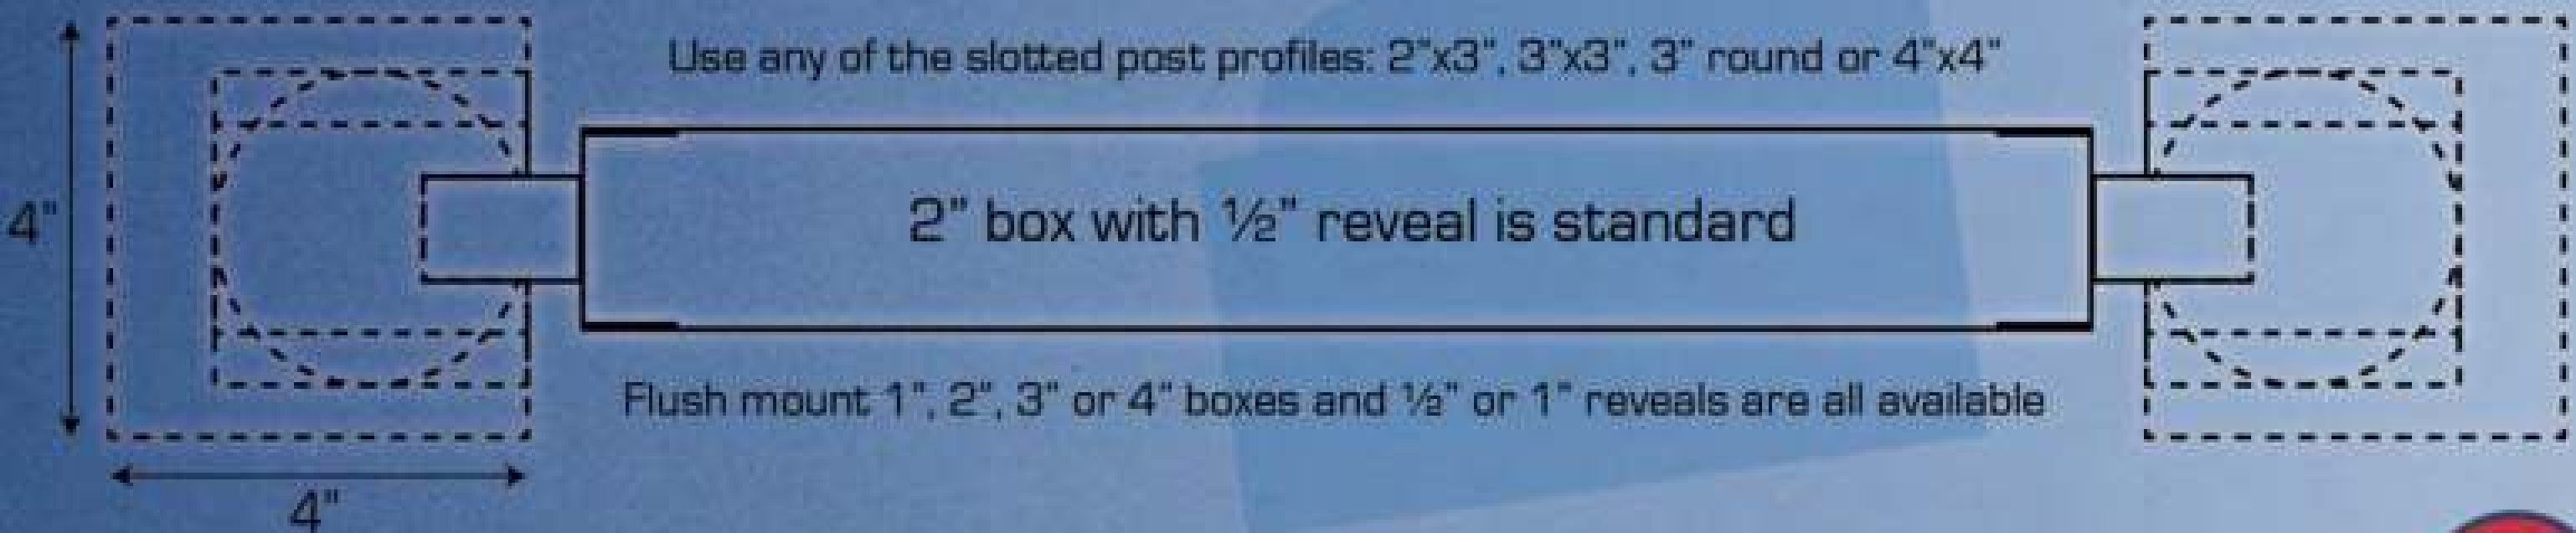 Use any of the slotted post profiles: 2"x3", 3"x3", 3" round or 4"x4"
4"
2" box with ½" reveal is standard
Flush mount 1", 2", 3" or 4" boxes and ½" or 1" reveals are all available
4"